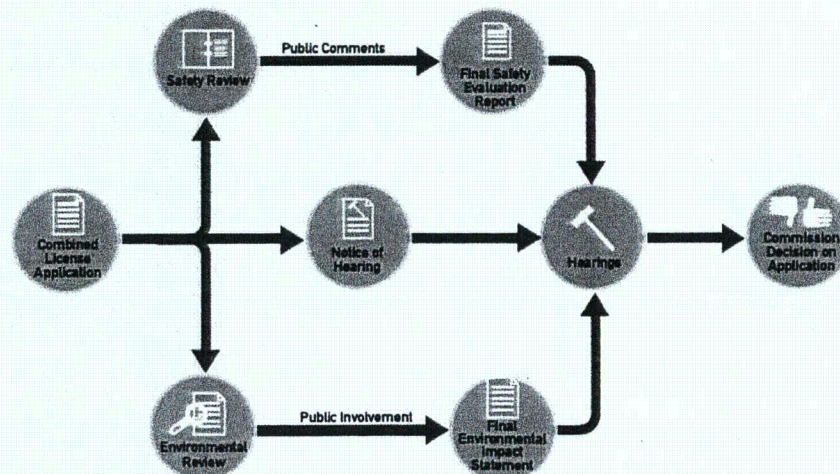 Safety Review
Public Comments
Final Safety
Evaluation
Report
Combined
License
Application
Notice of
Hearing
Hearings
Commission
Decision on
Application
Environmental
Review
Public Involvement
Final
Environmental
Impact
Statement